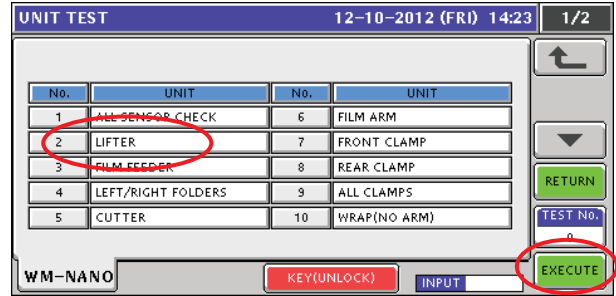 UNIT TEST 12-10-2012 (FRI) 14:23 1/2
No. UNIT No. UNIT
1 ALL SENSOR CHECK 6 FILM ARM
2 LIFTER 7 FRONT CLAMP
3 FILM FEEDER 8 REAR CLAMP
4 LEFT/RIGHT FOLDERS 9 ALL CLAMPS
5 CUTTER 10 WRAP(NO ARM)
RETURN
TEST No.
0
WM-NANO KEY(UNLOCK) INPUT EXECUTE